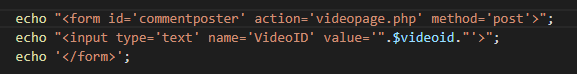 echo "<form id='commentposter' action='videopage.php' method='post'>";
echo "<input type='text' name='VideoID' value='".$videoid."'>";
echo '</form>';